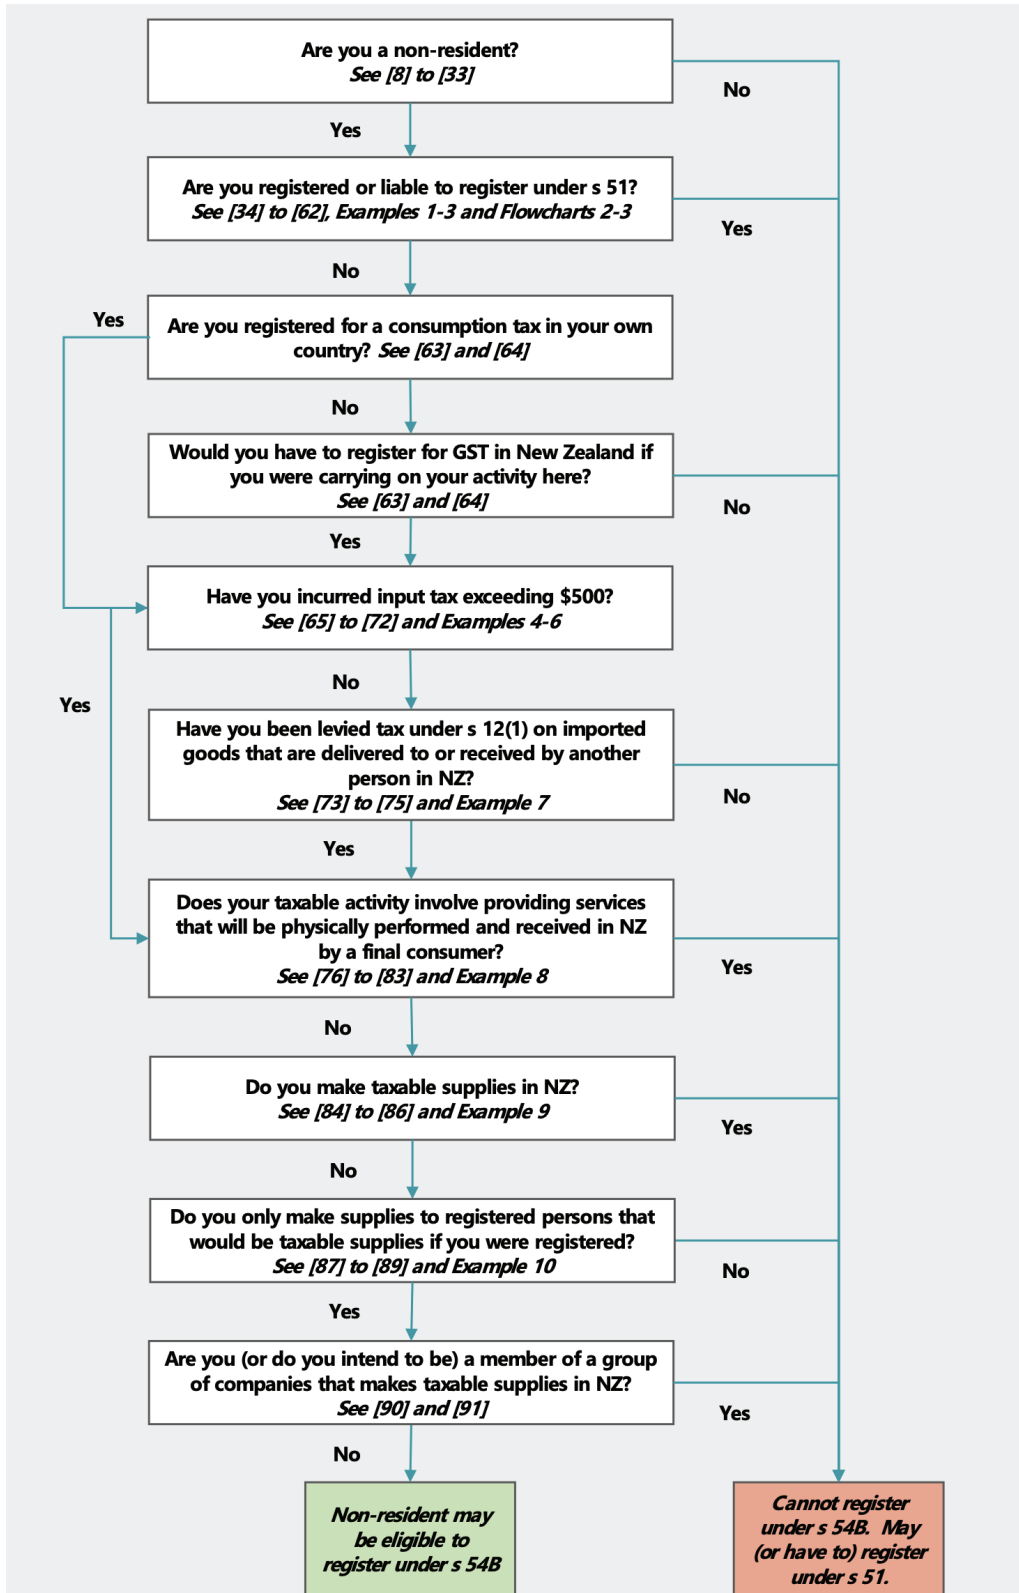 Are you a non-resident?
See [8] to [33]
No
Yes
Are you registered or liable to register under s 51?
See [34] to [62], Examples 1-3 and Flowcharts 2-3
Yes
No
Yes
Are you registered for a consumption tax in your own
country? See [63] and [64]
No
Would you have to register for GST in New Zealand if
you were carrying on your activity here?
See [63] and [64]
No
Yes
Have you incurred input tax exceeding $500?
See [65] to [72] and Examples 4-6
No
Yes
Have you been levied tax under s 12(1) on imported
goods that are delivered to or received by another
person in NZ?
See [73] to [75] and Example 7
No
Yes
Does your taxable activity involve providing services
that will be physically performed and received in NZ
by a final consumer?
See [76] to [83] and Example 8
Yes
No
Do you make taxable supplies in NZ?
See [84] to [86] and Example 9
Yes
No
Do you only make supplies to registered persons that
would be taxable supplies if you were registered?
See [87] to [89] and Example 10
No
Yes
Are you (or do you intend to be) a member of a group
of companies that makes taxable supplies in NZ?
See [90] and [91]
Yes
No
Non-resident may
be eligible to
register under s 54B
Cannot register
under s 54B. May
(or have to) register
under s 51.